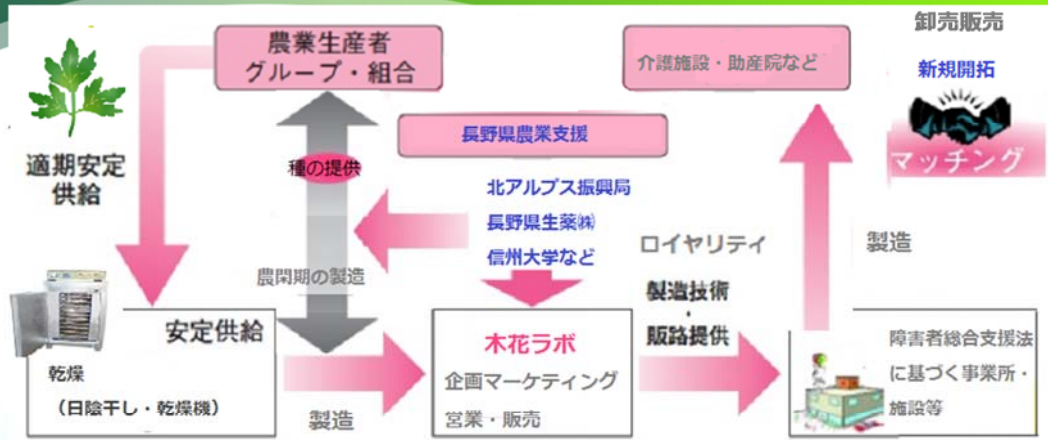 農業生産者
グループ・組合
介護施設・助産院など
卸売販売
新規開拓
マッチング
適期安定
供給
種の提供
長野県農業支援
北アルプス振興局
長野県生薬㈱
信州大学など
農閑期の製造
ロイヤリティ
製造技術
・
販路提供
製造
安定供給
乾燥
（日陰干し・乾燥機）
製造
木花ラボ
企画マーケティング
営業・販売
障害者総合支援法
に基づく事業所・
施設等